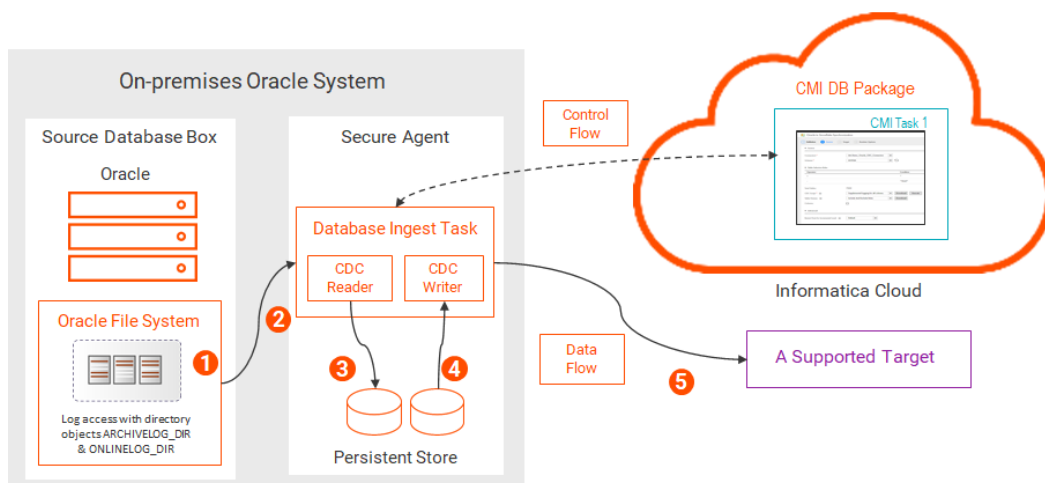 On-premises Oracle System
Source Database Box
Oracle
Oracle File System
1
Log access with directory
objects ARCHIVELOG_DIR
& ONLINELOG_DIR
2
Secure Agent
Database Ingest Task
CDC
Reader
CDC
Writer
3
4
Persistent Store
Control
Flow
Data
Flow
5
CMI DB Package
CMI Task 1
Informatica Cloud
A Supported Target